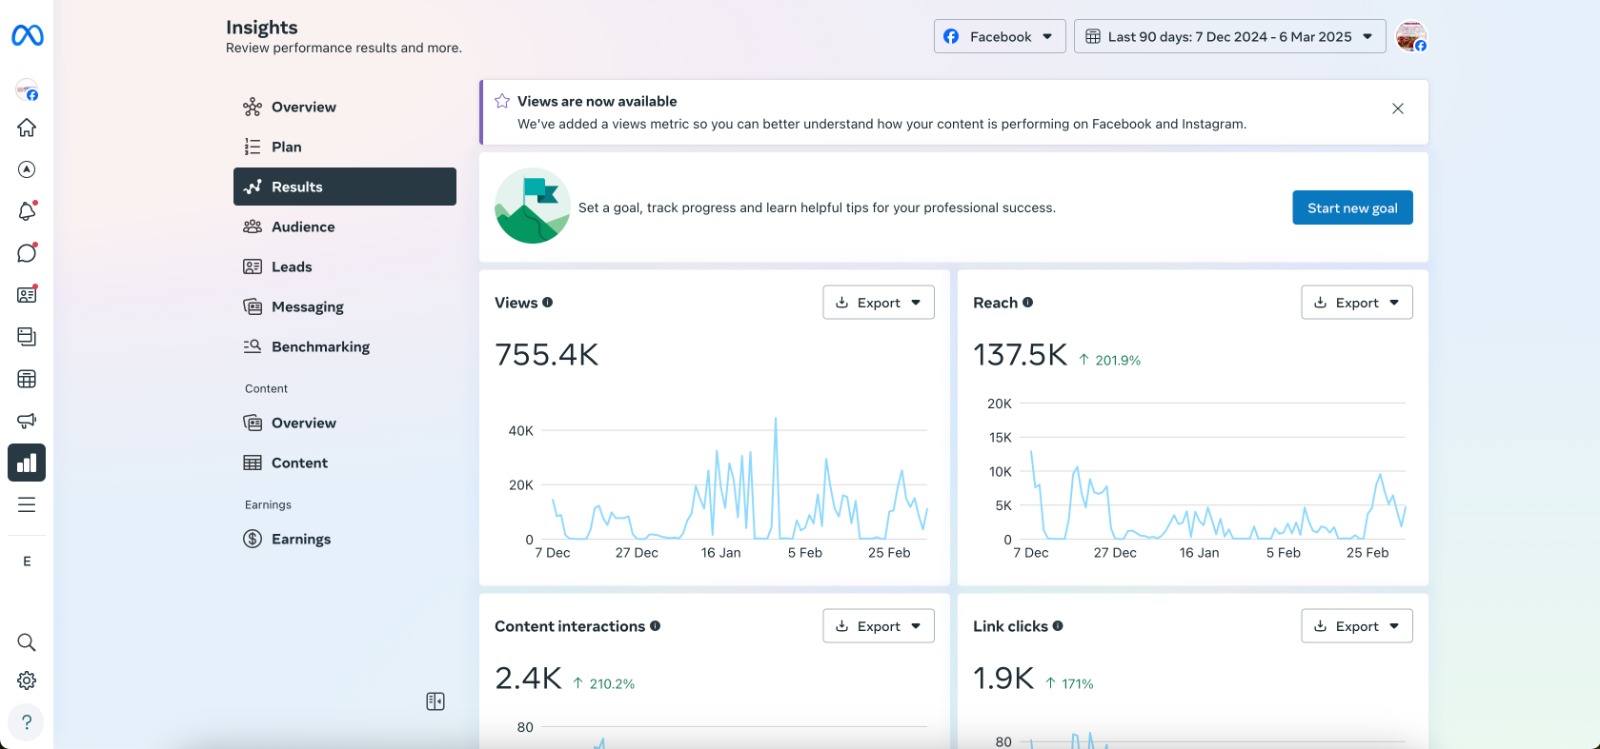 Insights
Review performance results and more.
Facebook
Last 90 days: 7 Dec 2024 - 6 Mar 2025
Overview
Plan
Results
Audience
Leads
Messaging
Benchmarking
Content
Overview
Content
Earnings
Earnings
E
?
Views are now available
We've added a views metric so you can better understand how your content is performing on Facebook and Instagram.
Set a goal, track progress and learn helpful tips for your professional success.
Start new goal
Views
Export
755.4K
40K
20K
0
7 Dec 27 Dec 16 Jan 5 Feb 25 Feb
Reach
Export
137.5K ↑ 201.9%
20K
15K
10K
5K
0
7 Dec 27 Dec 16 Jan 5 Feb 25 Feb
Content interactions
Export
2.4K ↑ 210.2%
80
Link clicks
Export
1.9K ↑ 171%
80